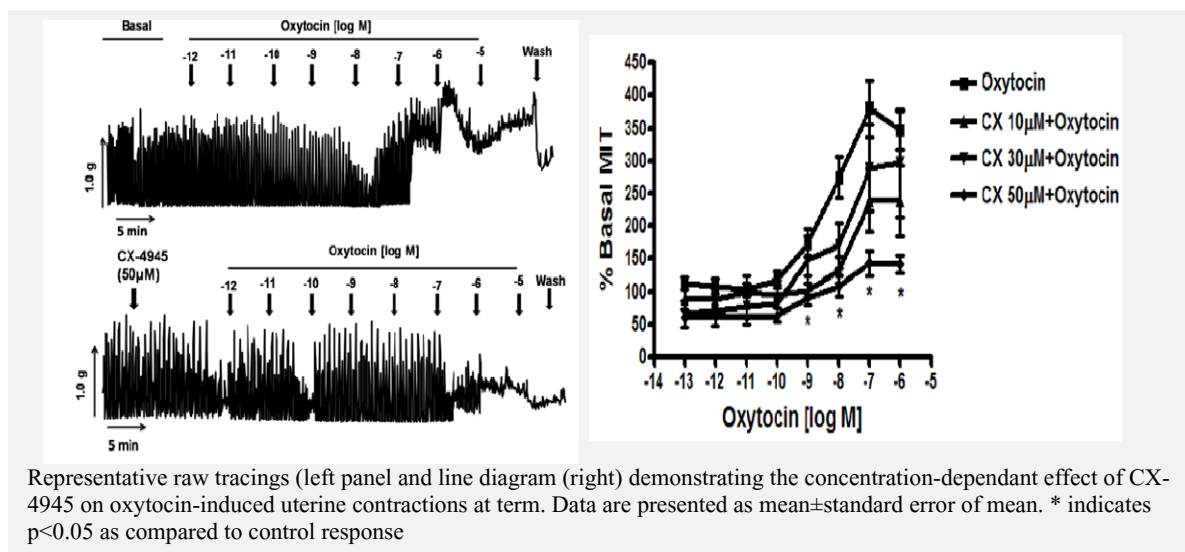 Basal Oxytocin [log M]
-12 -11 -10 -9 -8 -7 -6 -5 Wash
1.0 g
5 min
CX-4945
(50µM)
Oxytocin [log M]
-12 -11 -10 -9 -8 -7 -6 -5 Wash
1.0 g
5 min
450
400
350
300
250
200
150
100
50
0
% Basal MIT
Oxytocin
CX 10µM+Oxytocin
CX 30µM+Oxytocin
CX 50µM+Oxytocin
* * * *
-14 -13 -12 -11 -10 -9 -8 -7 -6 -5
Oxytocin [log M]
Representative raw tracings (left panel and line diagram (right) demonstrating the concentration-dependant effect of CX-
4945 on oxytocin-induced uterine contractions at term. Data are presented as mean±standard error of mean. * indicates
p<0.05 as compared to control response